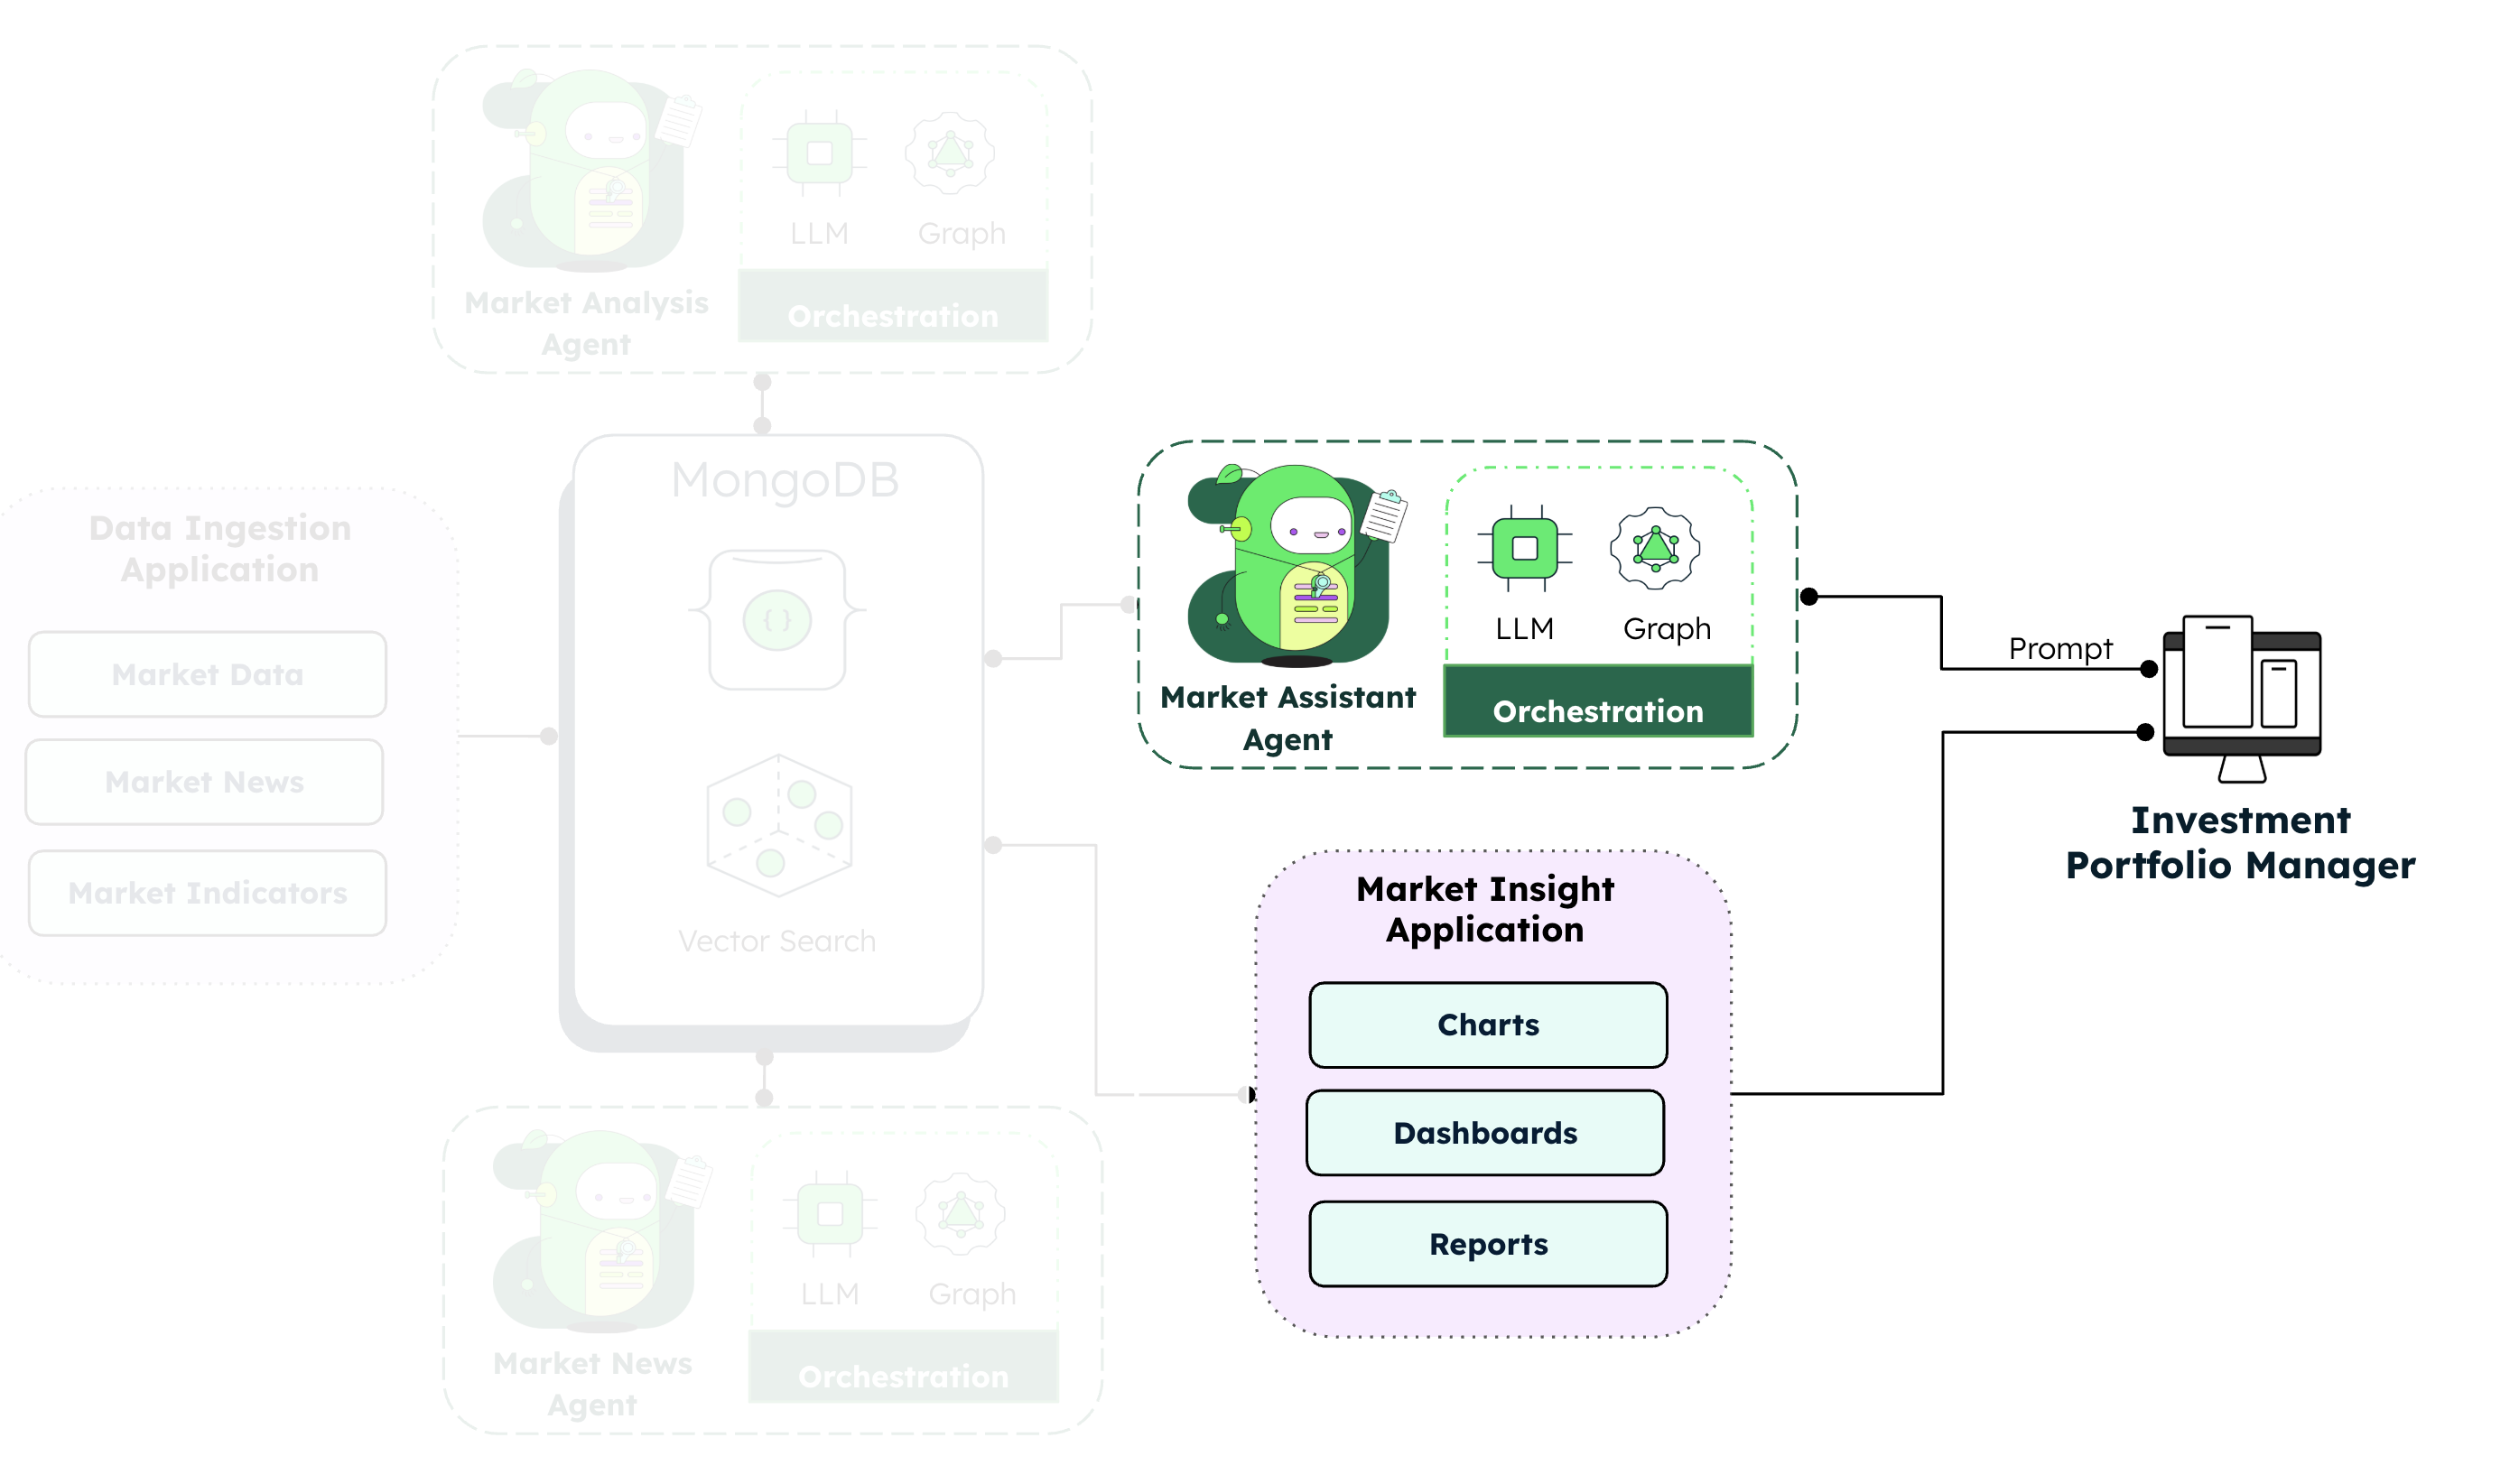 LLM
Graph
Market Analysis
Agent
Orchestration
MongoDB
{ }
Vector Search
Data Ingestion
Application
Market Data
Market News
Market Indicators
LLM
Graph
Market Assistant
Agent
Orchestration
Prompt
Investment
Portfolio Manager
Market Insight
Application
Charts
Dashboards
Reports
LLM
Graph
Market News
Agent
Orchestration